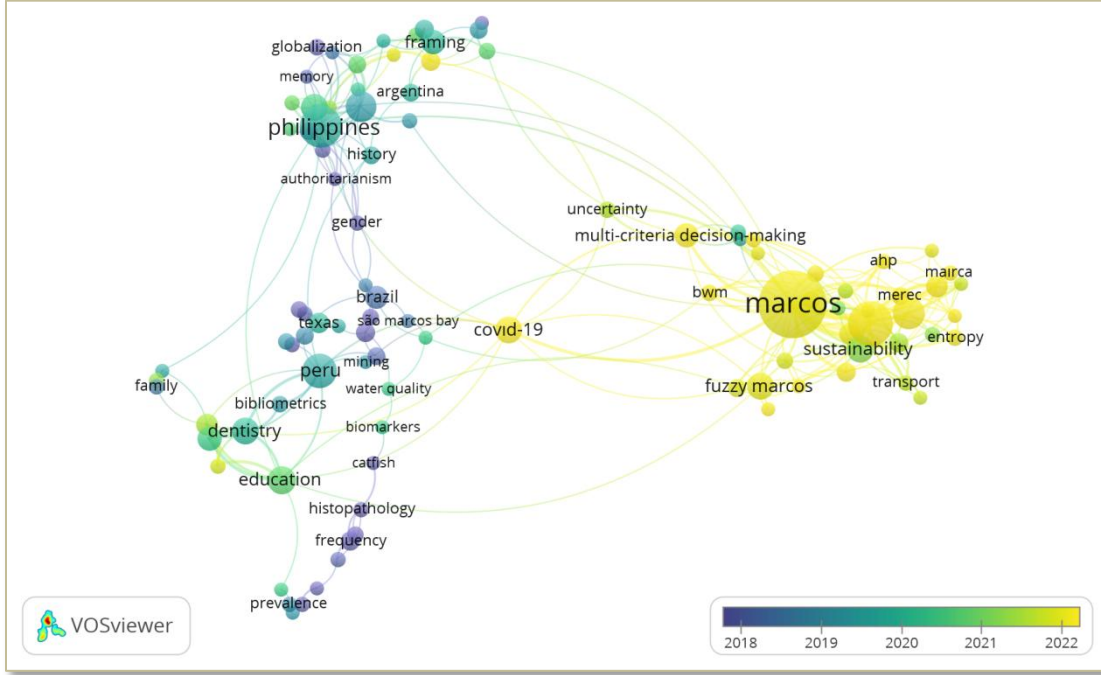 globalization
framing
memory
argentina
philippines
history
authoritarianism
gender
uncertainty
multi-criteria decision-making
ahp
mairca
bwm
marcos
merec
brazil
texas
são marcos bay
covid-19
sustainability
entropy
mining
peru
family
water quality
fuzzy marcos
transport
bibliometrics
dentistry
biomarkers
catfish
education
histopathology
frequency
prevalence
VOSviewer
2018 2019 2020 2021 2022